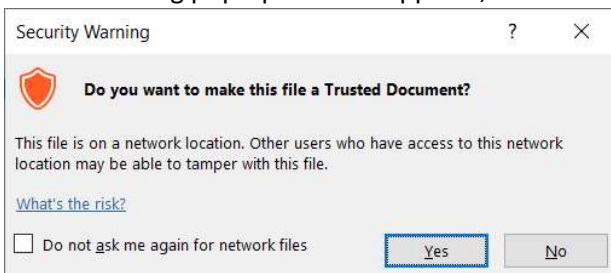 Security Warning ?
Do you want to make this file a Trusted Document?
This file is on a network location. Other users who have access to this network
location may be able to tamper with this file.
What's the risk?
Do not ask me again for network files
Yes No